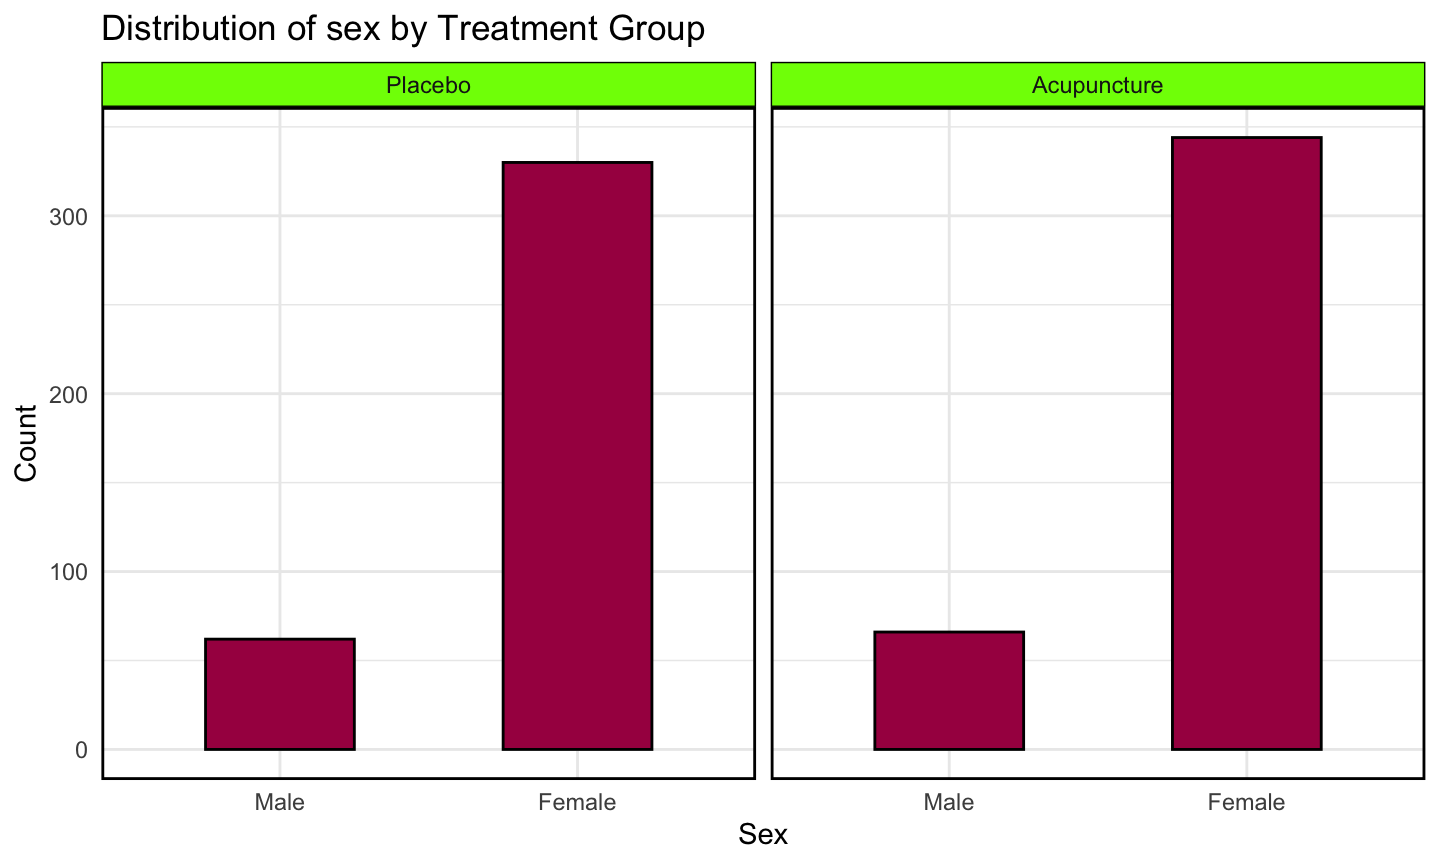 Distribution of sex by Treatment Group
Placebo
Acupuncture
300
200
100
0
Count
Male
Female
Male
Female
Sex